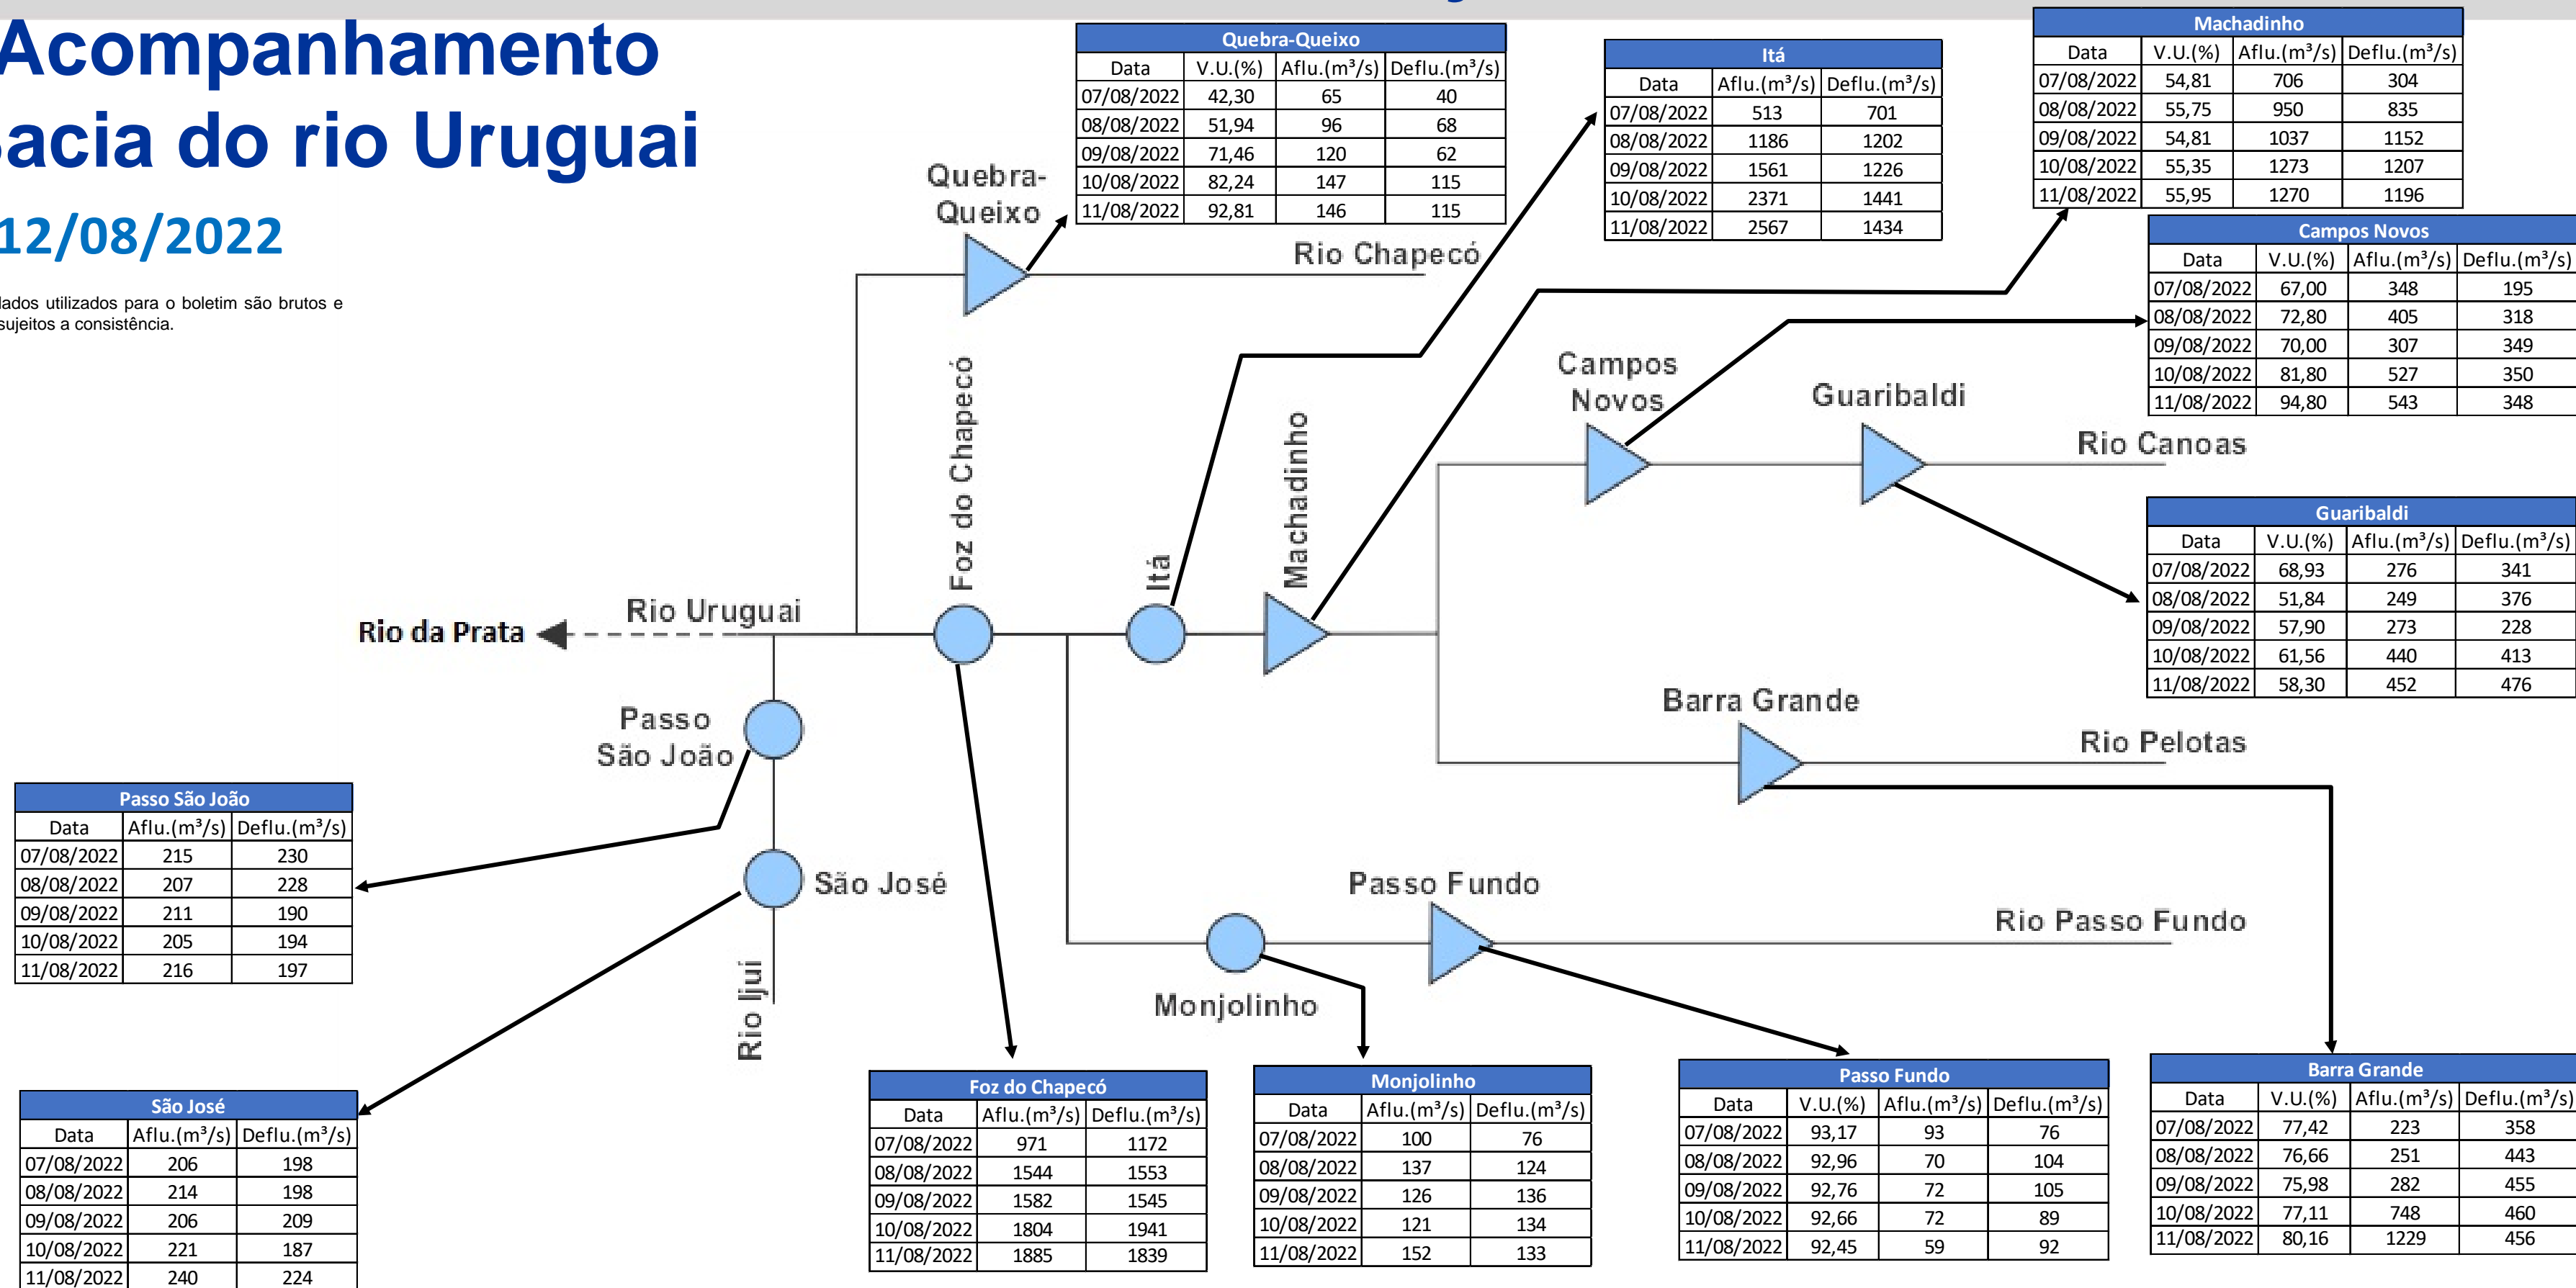 Acompanhamento
acia do rio Uruguai
12/08/2022
dados utilizados para o boletim são brutos e
sujeitos a consistência.
Quebra-Queixo
Data V.U.(%) Aflu.(m³/s) Deflu.(m³/s)
07/08/2022 42,30 65 40
08/08/2022 51,94 96 68
09/08/2022 71,46 120 62
10/08/2022 82,24 147 115
11/08/2022 92,81 146 115
Itá
Data Aflu.(m³/s) Deflu.(m³/s)
07/08/2022 513 701
08/08/2022 1186 1202
09/08/2022 1561 1226
10/08/2022 2371 1441
11/08/2022 2567 1434
Machadinho
Data V.U.(%) Aflu.(m³/s) Deflu.(m³/s)
07/08/2022 54,81 706 304
08/08/2022 55,75 950 835
09/08/2022 54,81 1037 1152
10/08/2022 55,35 1273 1207
11/08/2022 55,95 1270 1196
Campos Novos
Data V.U.(%) Aflu.(m³/s) Deflu.(m³/s)
07/08/2022 67,00 348 195
08/08/2022 72,80 405 318
09/08/2022 70,00 307 349
10/08/2022 81,80 527 350
11/08/2022 94,80 543 348
Quebra-
Queixo
Rio Chapecó
Foz do Chapecó
Itá
Machadinho
Campos
Novos
Guaribaldi
Rio Canoas
Guaribaldi
Data V.U.(%) Aflu.(m³/s) Deflu.(m³/s)
07/08/2022 68,93 276 341
08/08/2022 51,84 249 376
09/08/2022 57,90 273 228
10/08/2022 61,56 440 413
11/08/2022 58,30 452 476
Rio da Prata
Rio Uruguai
Passo
São João
Barra Grande
Rio Pelotas
São José
Rio Ijuí
Passo Fundo
Rio Passo Fundo
Monjolinho
Passo São João
Data Aflu.(m³/s) Deflu.(m³/s)
07/08/2022 215 230
08/08/2022 207 228
09/08/2022 211 190
10/08/2022 205 194
11/08/2022 216 197
São José
Data Aflu.(m³/s) Deflu.(m³/s)
07/08/2022 206 198
08/08/2022 214 198
09/08/2022 206 209
10/08/2022 221 187
11/08/2022 240 224
Foz do Chapecó
Data Aflu.(m³/s) Deflu.(m³/s)
07/08/2022 971 1172
08/08/2022 1544 1553
09/08/2022 1582 1545
10/08/2022 1804 1941
11/08/2022 1885 1839
Monjolinho
Data Aflu.(m³/s) Deflu.(m³/s)
07/08/2022 100 76
08/08/2022 137 124
09/08/2022 126 136
10/08/2022 121 134
11/08/2022 152 133
Passo Fundo
Data V.U.(%) Aflu.(m³/s) Deflu.(m³/s)
07/08/2022 93,17 93 76
08/08/2022 92,96 70 104
09/08/2022 92,76 72 105
10/08/2022 92,66 72 89
11/08/2022 92,45 59 92
Barra Grande
Data V.U.(%) Aflu.(m³/s) Deflu.(m³/s)
07/08/2022 77,42 223 358
08/08/2022 76,66 251 443
09/08/2022 75,98 282 455
10/08/2022 77,11 748 460
11/08/2022 80,16 1229 456